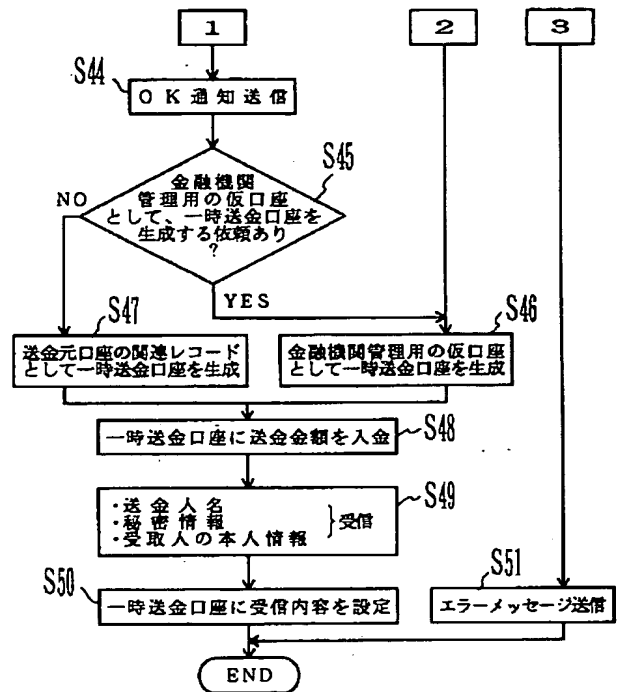 1
2
3
S44
OK通知送信
S45
金融機関
管理用の仮口座
として、一時送金口座を
生成する依頼あり
?
NO
YES
S47
送金元口座の関連レコード
として一時送金口座を生成
S46
金融機関管理用の仮口座
として一時送金口座を生成
一時送金口座に送金金額を入金
S48
・送金人名
・秘密情報
・受取人の本人情報
}受信
S49
S50
一時送金口座に受信内容を設定
S51
エラーメッセージ送信
END